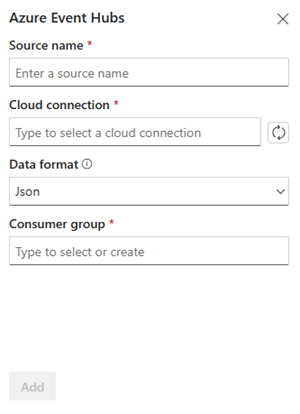 Azure Event Hubs
Source name *
Enter a source name
Cloud connection *
Type to select a cloud connection
Data format
Json
Consumer group *
Type to select or create
Add